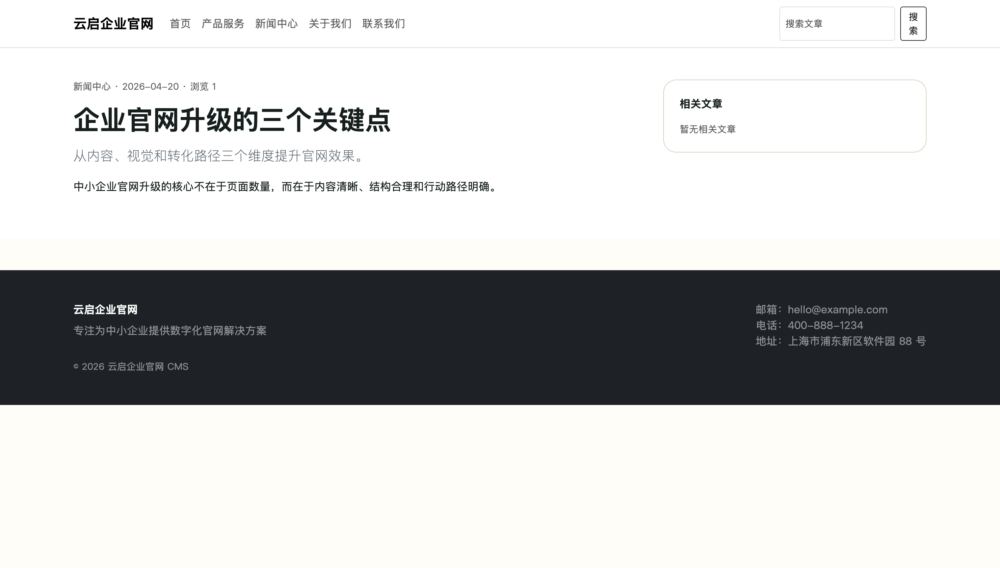 云启企业官网 首页 产品服务 新闻中心 关于我们 联系我们 搜索文章 搜索
新闻中心 · 2026-04-20 · 浏览 1
企业官网升级的三个关键点
从内容、视觉和转化路径三个维度提升官网效果。
中小企业官网升级的核心不在于页面数量，而在于内容清晰、结构合理和行动路径明确。
相关文章
暂无相关文章
云启企业官网
专注为中小企业提供数字化官网解决方案
邮箱：hello@example.com
电话：400-888-1234
地址：上海市浦东新区软件园 88 号
© 2026 云启企业官网 CMS